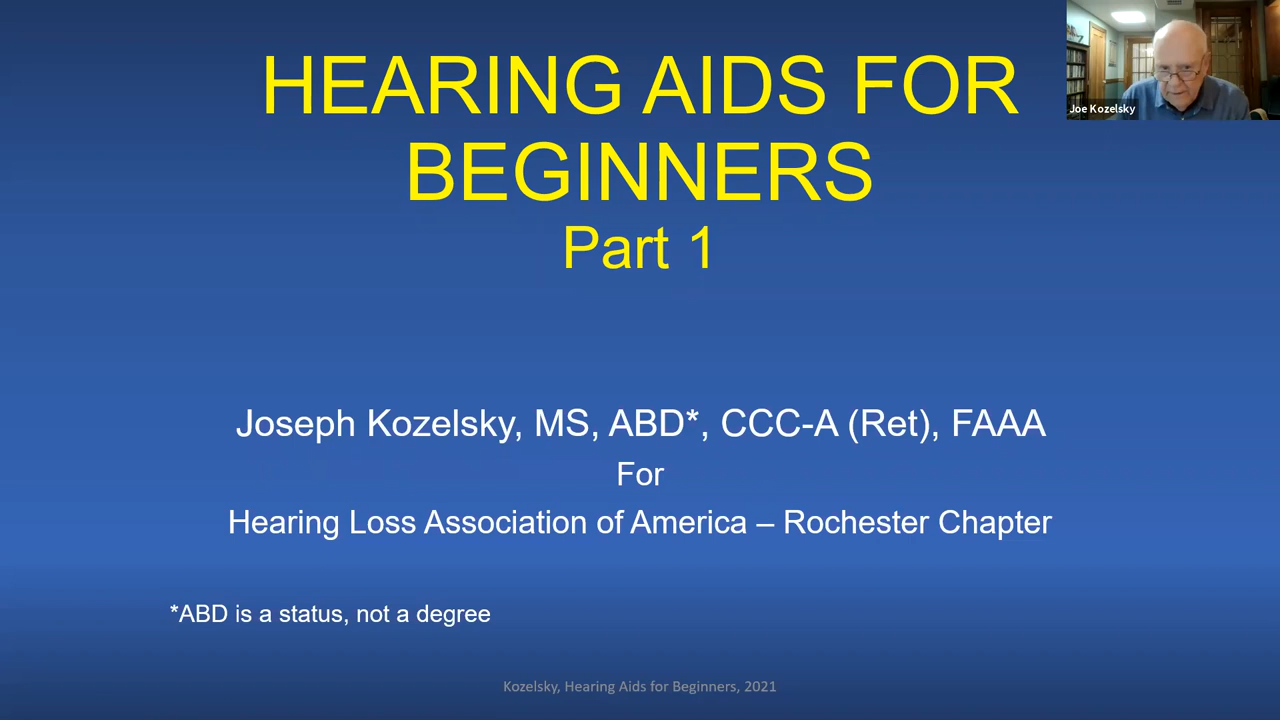 HEARING AIDS FOR
BEGINNERS
Part 1
Joe Kozelsky
Joseph Kozelsky, MS, ABD*, CCC-A (Ret), FAAA
For
Hearing Loss Association of America – Rochester Chapter
*ABD is a status, not a degree
Kozelsky, Hearing Aids for Beginners, 2021